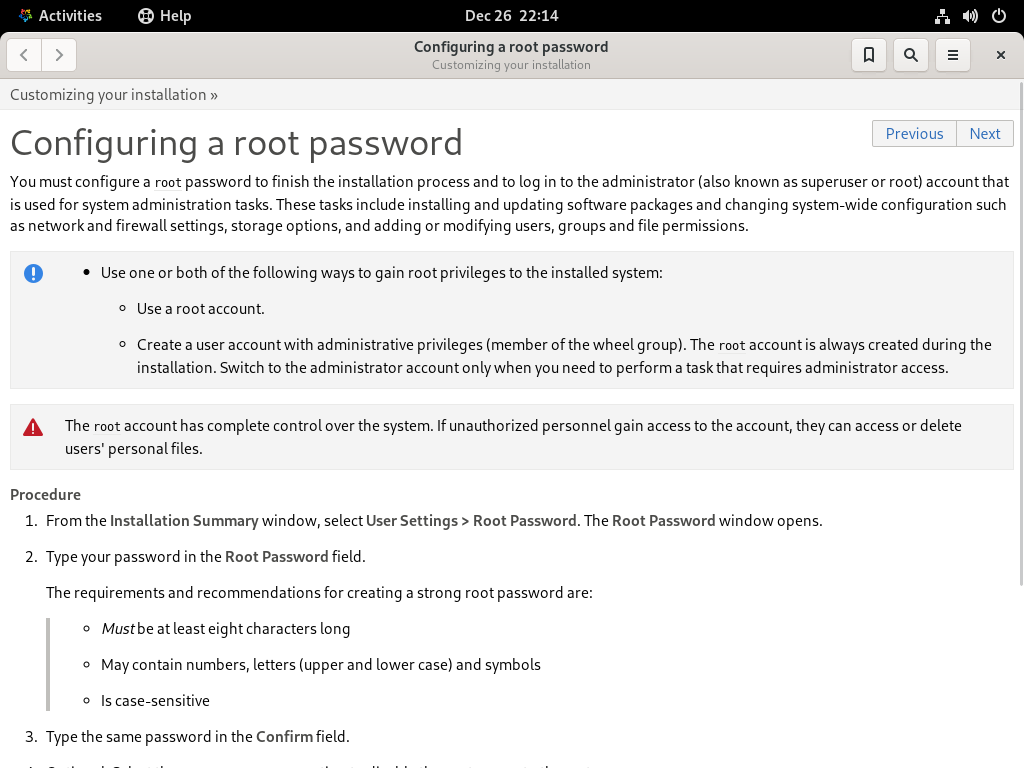 Activities Help Dec 26 22:14
Configuring a root password
Customizing your installation
Customizing your installation »
Configuring a root password
Previous Next
You must configure a root password to finish the installation process and to log in to the administrator (also known as superuser or root) account that
is used for system administration tasks. These tasks include installing and updating software packages and changing system-wide configuration such
as network and firewall settings, storage options, and adding or modifying users, groups and file permissions.
• Use one or both of the following ways to gain root privileges to the installed system:
◦ Use a root account.
◦ Create a user account with administrative privileges (member of the wheel group). The root account is always created during the
installation. Switch to the administrator account only when you need to perform a task that requires administrator access.
The root account has complete control over the system. If unauthorized personnel gain access to the account, they can access or delete
users' personal files.
Procedure
1. From the Installation Summary window, select User Settings > Root Password. The Root Password window opens.
2. Type your password in the Root Password field.
The requirements and recommendations for creating a strong root password are:
◦ Must be at least eight characters long
◦ May contain numbers, letters (upper and lower case) and symbols
◦ Is case-sensitive
3. Type the same password in the Confirm field.